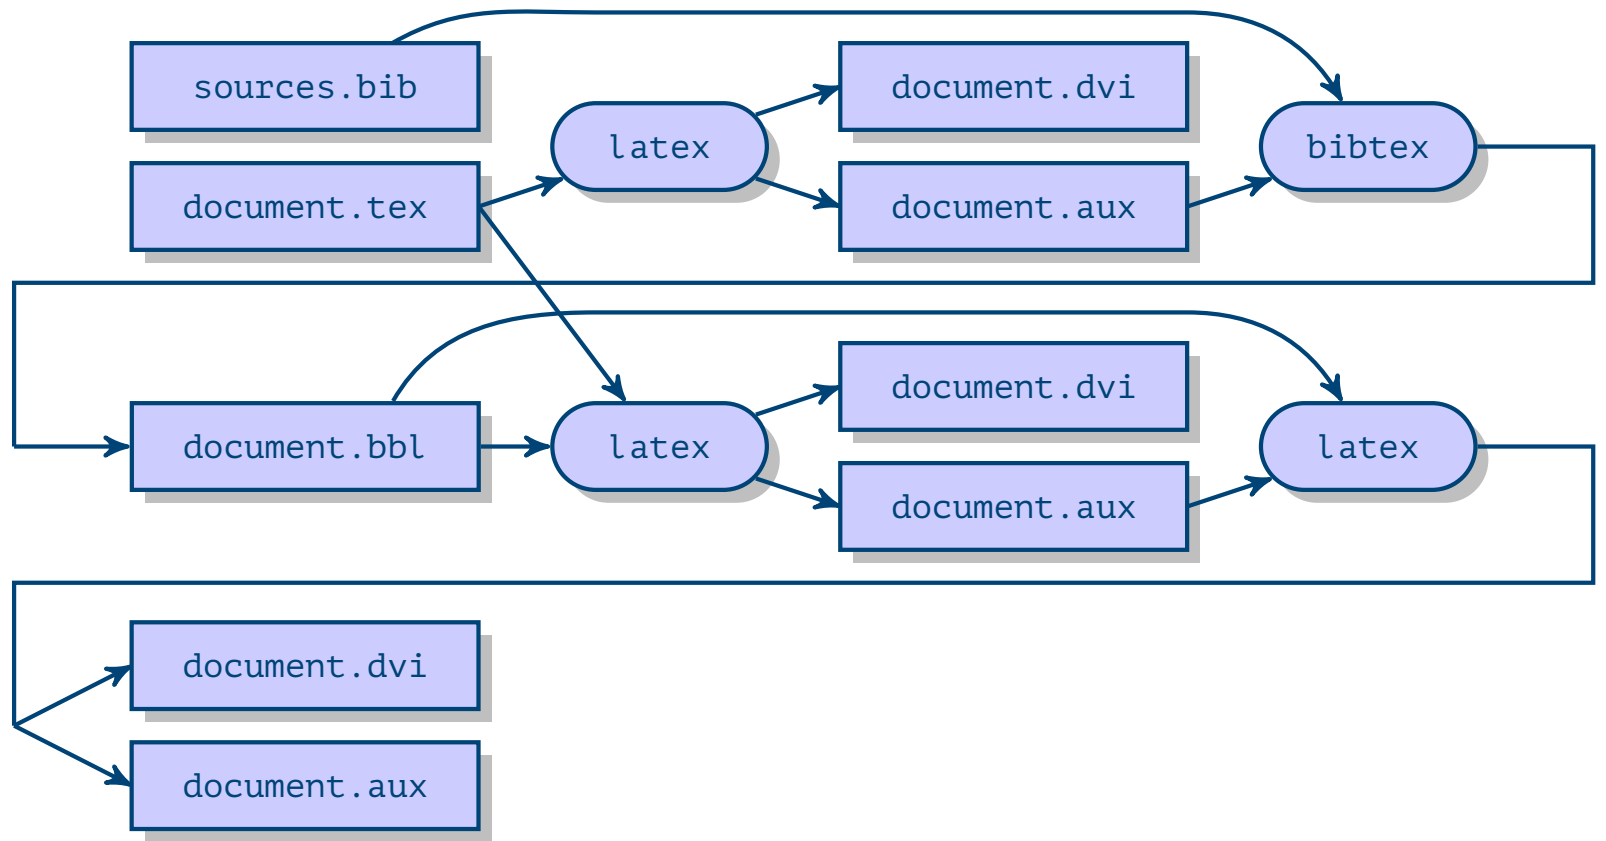 sources.bib
document.tex
latex
document.dvi
document.aux
bibtex
document.bbl
latex
document.dvi
document.aux
latex
document.dvi
document.aux